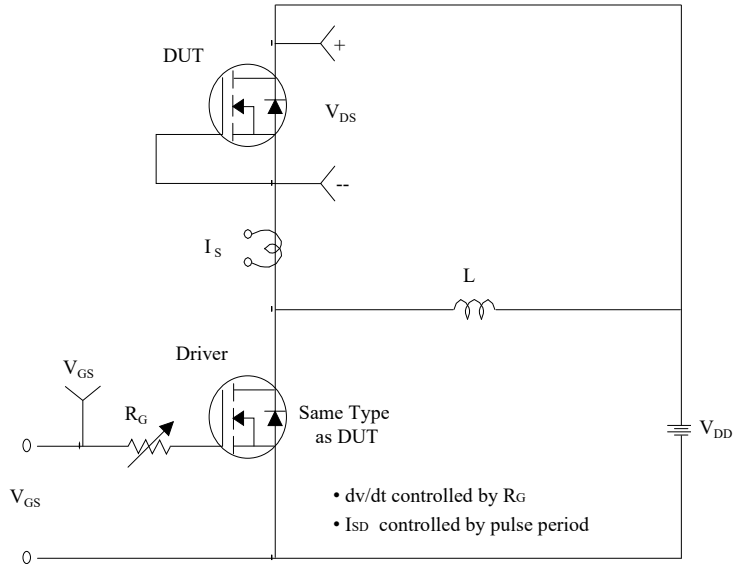 DUT
+
VDS
--
IS
L
Driver
VGS
RG
Same Type
as DUT
VDD
VGS
• dv/dt controlled by RG
• ISD controlled by pulse period